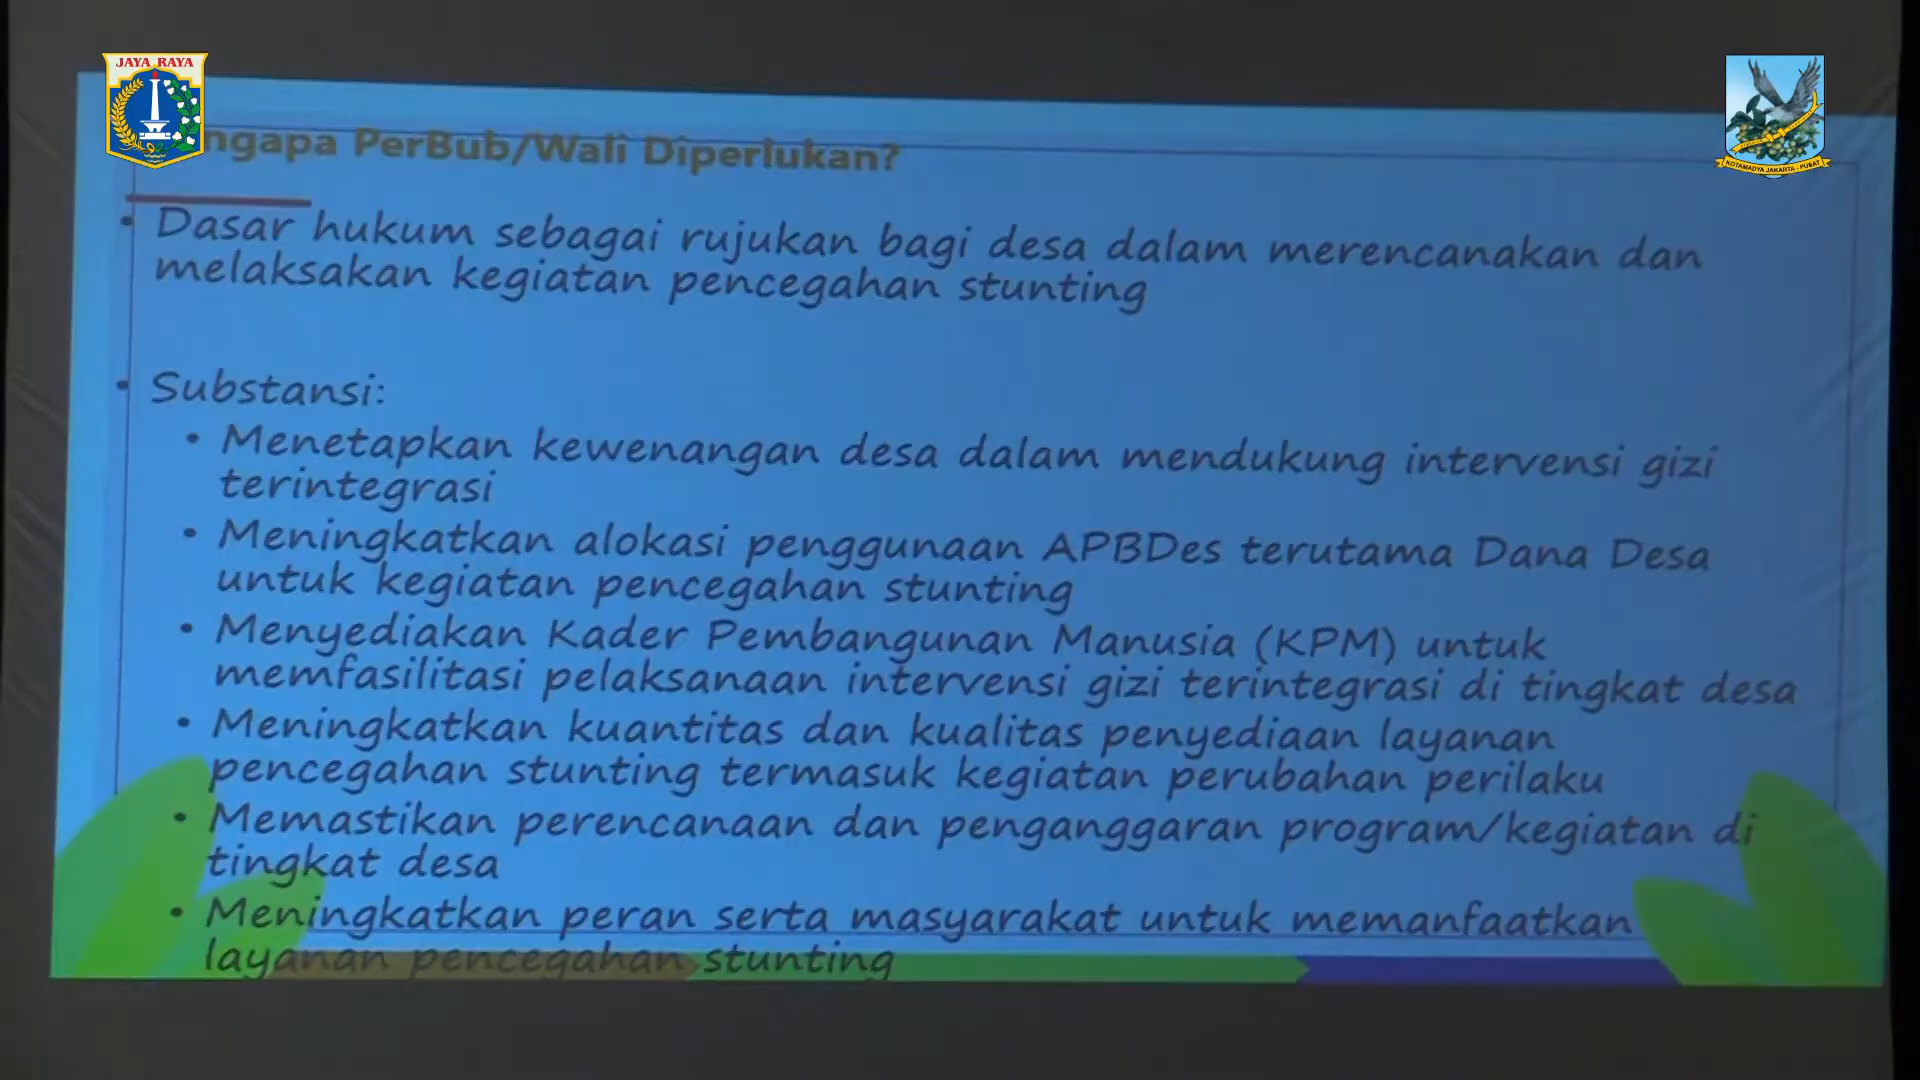 JAYA RAYA
ngapa PerBub/Wali Diperlukan?
• Dasar hukum sebagai rujukan bagi desa dalam merencanakan dan
melaksakan kegiatan pencegahan stunting
• Substansi:
• Menetapkan kewenangan desa dalam mendukung intervensi gizi
terintegrasi
• Meningkatkan alokasi penggunaan APBDes terutama Dana Desa
untuk kegiatan pencegahan stunting
• Menyediakan Kader Pembangunan Manusia (KPM) untuk
memfasilitasi pelaksanaan intervensi gizi terintegrasi di tingkat desa
• Meningkatkan kuantitas dan kualitas penyediaan layanan
pencegahan stunting termasuk kegiatan perubahan perilaku
• Memastikan perencanaan dan penganggaran program/kegiatan di
tingkat desa
• Meningkatkan peran serta masyarakat untuk memanfaatkan
layanan pencegahan stunting
KOTAMADYA JAKARTA - PUSAT